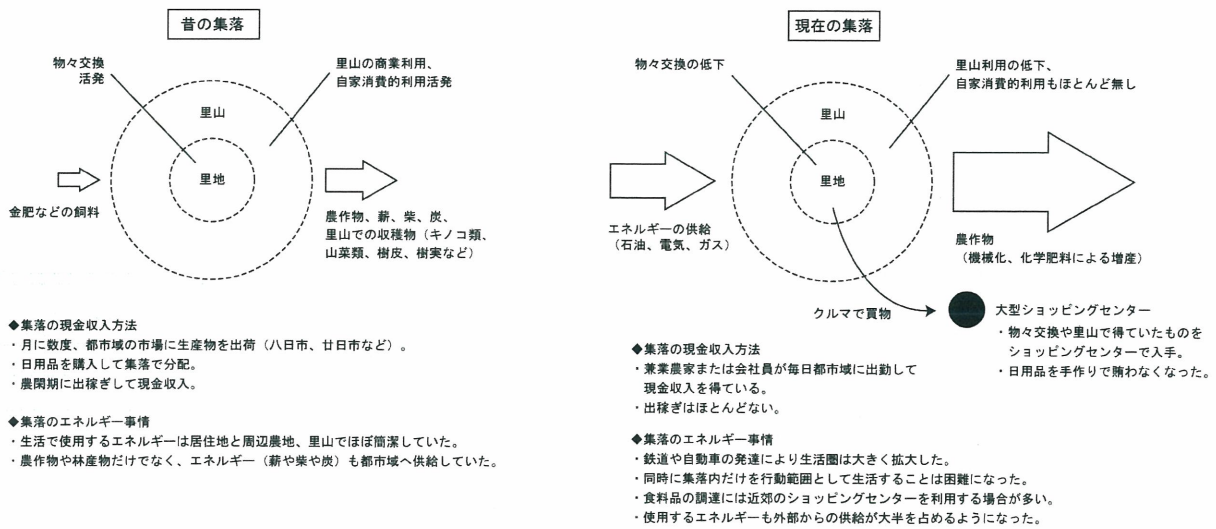 昔の集落
物々交換
活発
里山の商業利用、
自家消費的利用活発
里山
里地
金肥などの飼料
農作物、薪、柴、炭、
里山での収穫物（キノコ類、
山菜類、樹皮、樹実など）
◆集落の現金収入方法
・月に数度、都市域の市場に生産物を出荷（八日市、廿日市など）。
・日用品を購入して集落で分配。
・農閑期に出稼ぎして現金収入。
◆集落のエネルギー事情
・生活で使用するエネルギーは居住地と周辺農地、里山でほぼ簡潔していた。
・農作物や林産物だけでなく、エネルギー（薪や柴や炭）も都市域へ供給していた。
現在の集落
物々交換の低下
里山利用の低下、
自家消費的利用もほとんど無し
里山
里地
エネルギーの供給
（石油、電気、ガス）
農作物
（機械化、化学肥料による増産）
クルマで買物
大型ショッピングセンター
・物々交換や里山で得ていたものを
ショッピングセンターで入手。
・日用品を手作りで賄わなくなった。
◆集落の現金収入方法
・兼業農家または会社員が毎日都市域に出勤して
現金収入を得ている。
・出稼ぎはほとんどない。
◆集落のエネルギー事情
・鉄道や自動車の発達により生活圏は大きく拡大した。
・同時に集落内だけを行動範囲として生活することは困難になった。
・食料品の調達には近郊のショッピングセンターを利用する場合が多い。
・使用するエネルギーも外部からの供給が大半を占めるようになった。